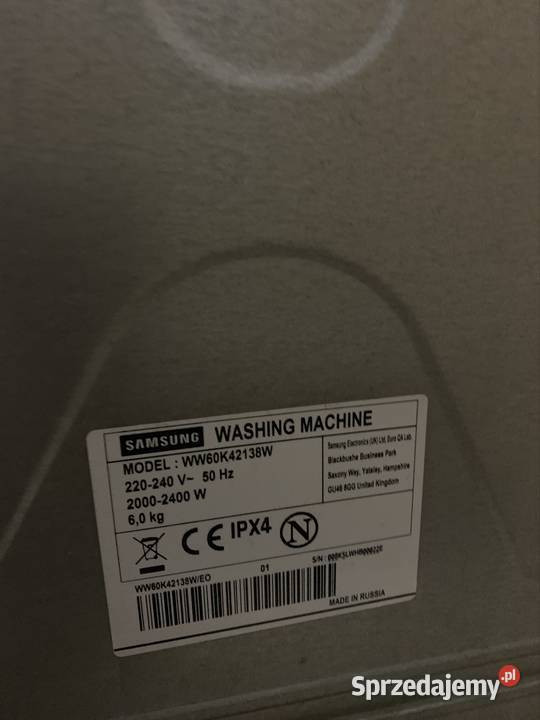 SAMSUNG WASHING MACHINE
MODEL : WW60K42138W
220-240 V~ 50 Hz
2000-2400 W
6,0 kg
Samsung Electronics (UK) Ltd, Euro QA Lab.
Blackbushe Business Park
Saxony Way, Yateley, Hampshire
GU46 6GG United Kingdom
CE IPX4 N
WW60K42138W/EO 01 S/N :
MADE IN RUSSIA
Sprzedajemy.pl